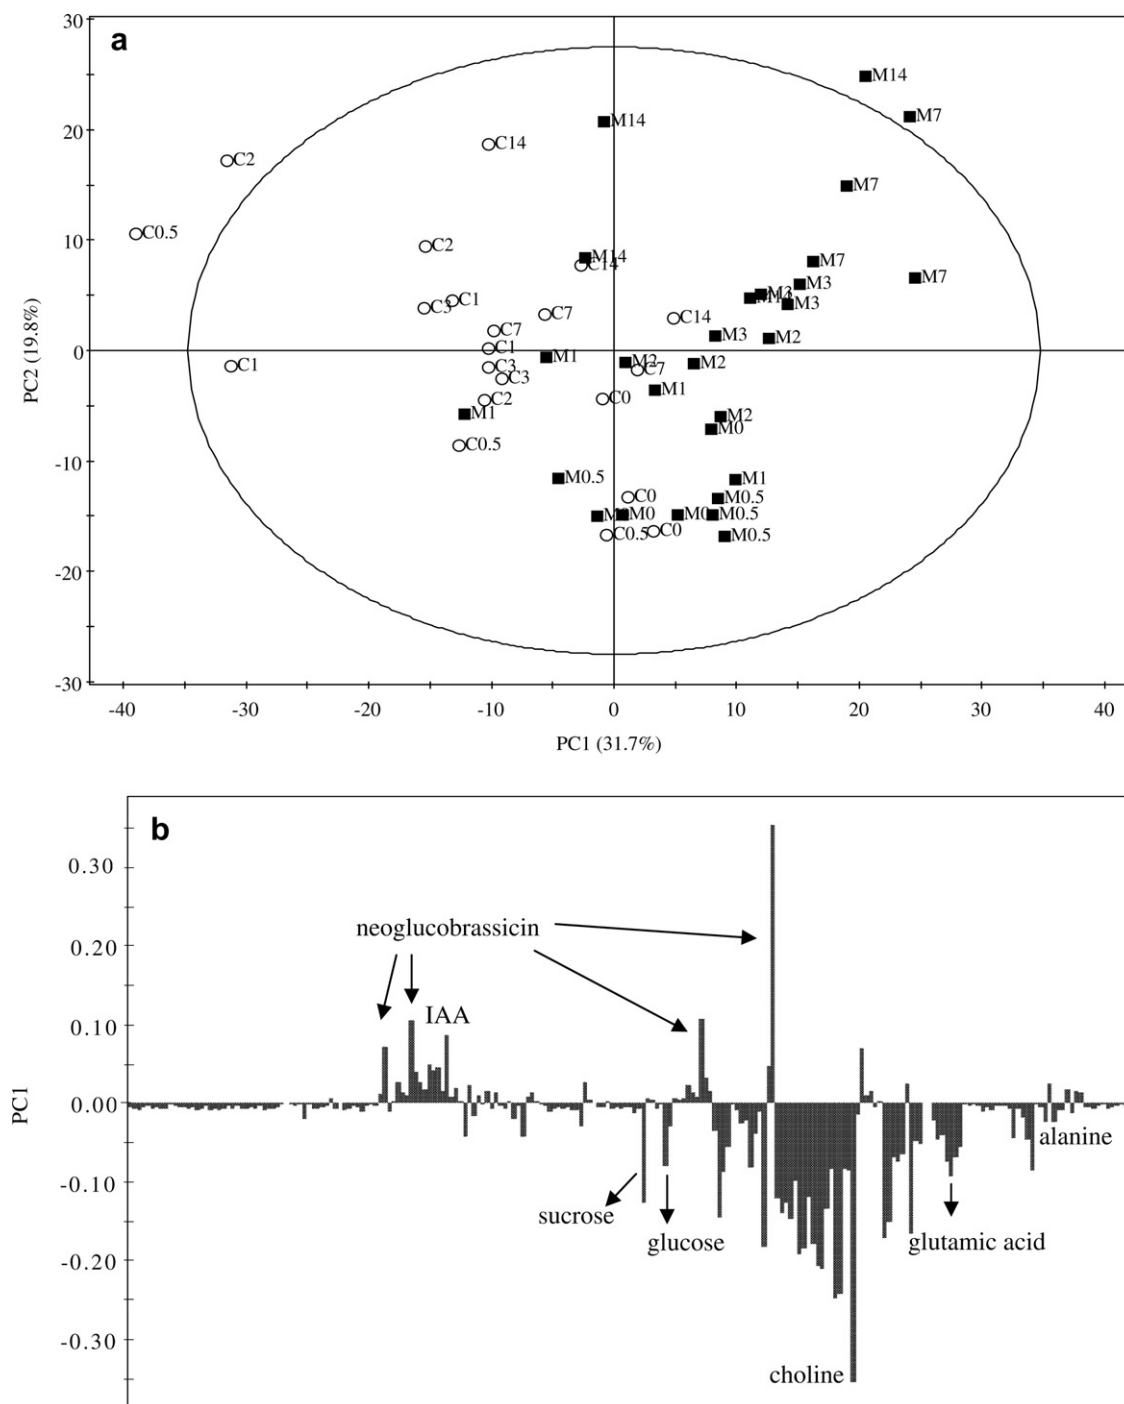 a
30
20
10
0
-10
-20
-30
PC2 (19.8%)
M14
M7
M14
C14
C2
M7
C0.5
C2
M14
C14
M7
M7
M3
M3
M3
C3
C1
C7
C14
C7
M3
M2
C1
M1
M2
M2
C7
C1
C3
C3
M1
C2
C0
M1
M2
M0
C0.5
M0.5
M1
C0
M0.5
M0
M0
M0.5
C0.5
C0
M0.5
-40 -30 -20 -10 0 10 20 30 40
PC1 (31.7%)
b
0.30
0.20
0.10
0.00
-0.10
-0.20
-0.30
PC1
neoglucobrassicin
IAA
alanine
sucrose
glucose
glutamic acid
choline